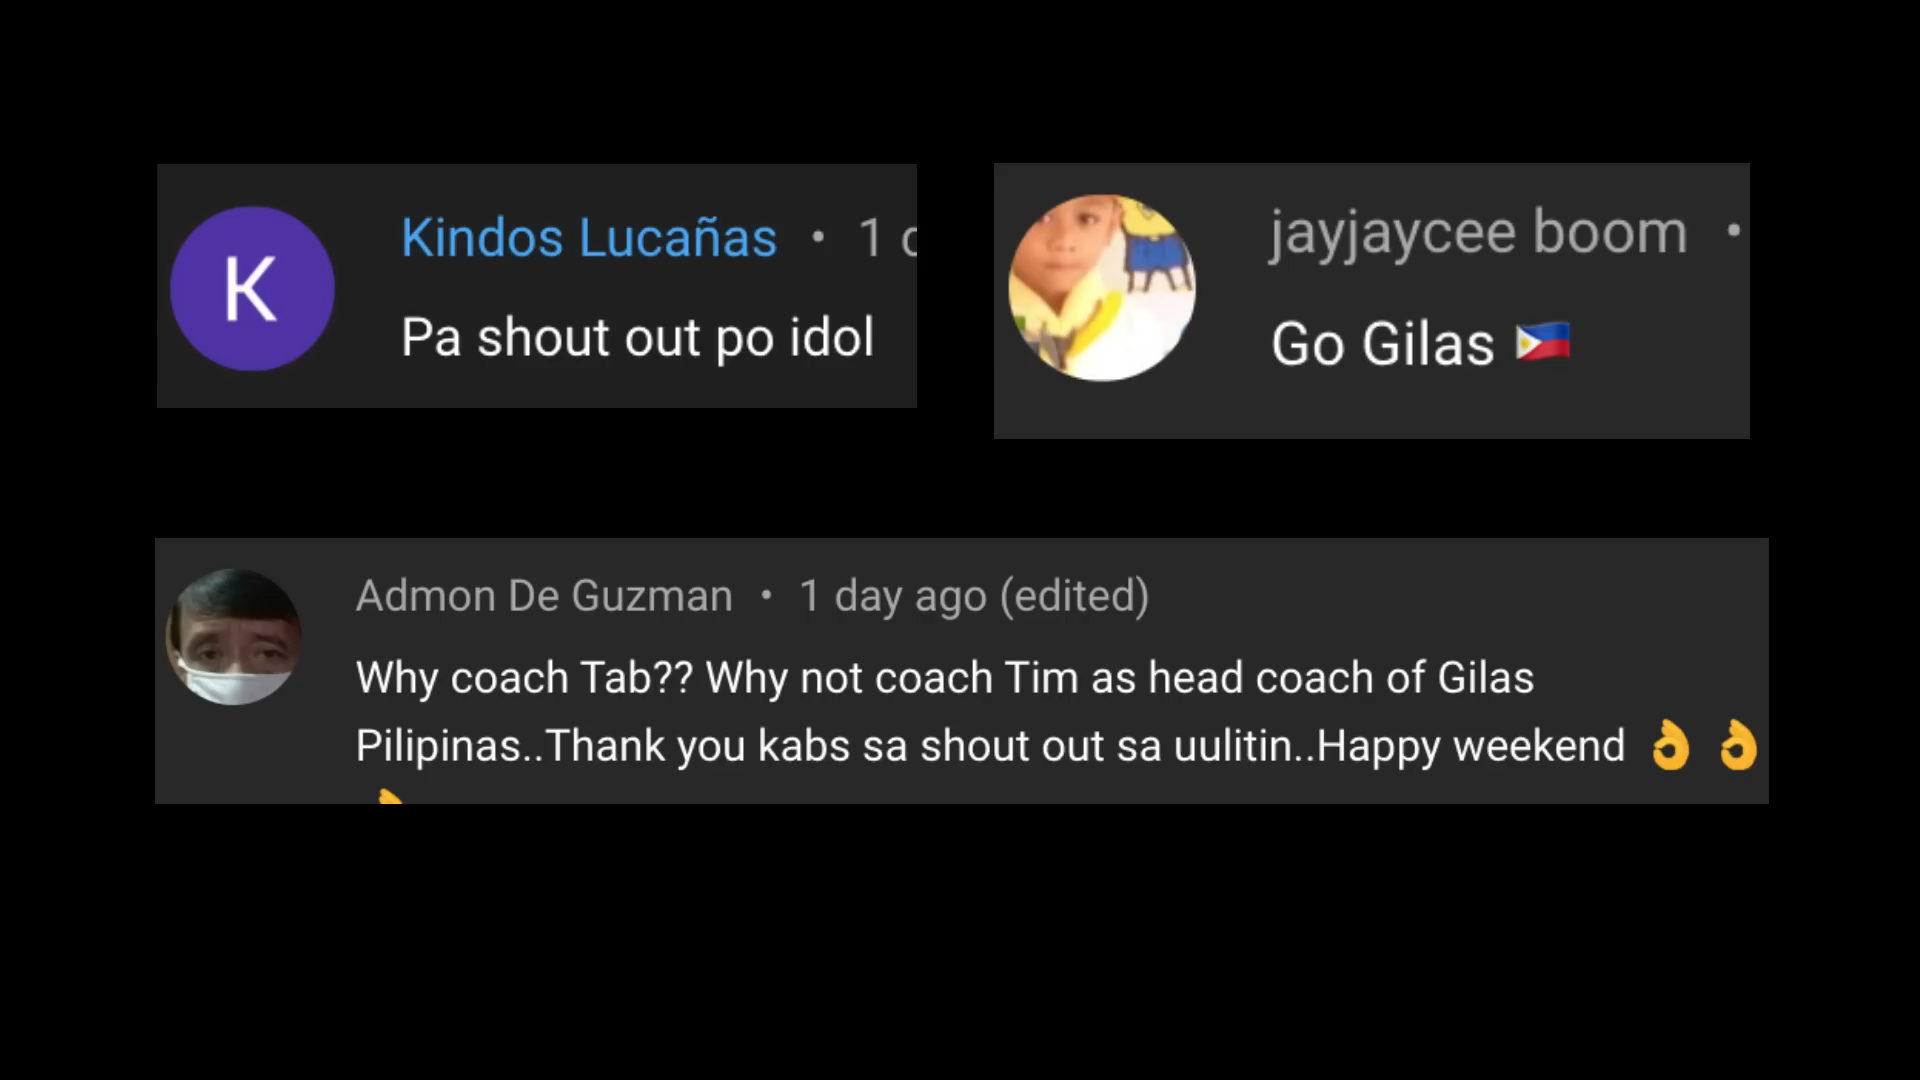 K
Kindos Lucañas • 1
Pa shout out po idol
jayjaycee boom •
Go Gilas 🇵🇭
Admon De Guzman • 1 day ago (edited)
Why coach Tab?? Why not coach Tim as head coach of Gilas
Pilipinas..Thank you kabs sa shout out sa uulitin..Happy weekend 👌 👌